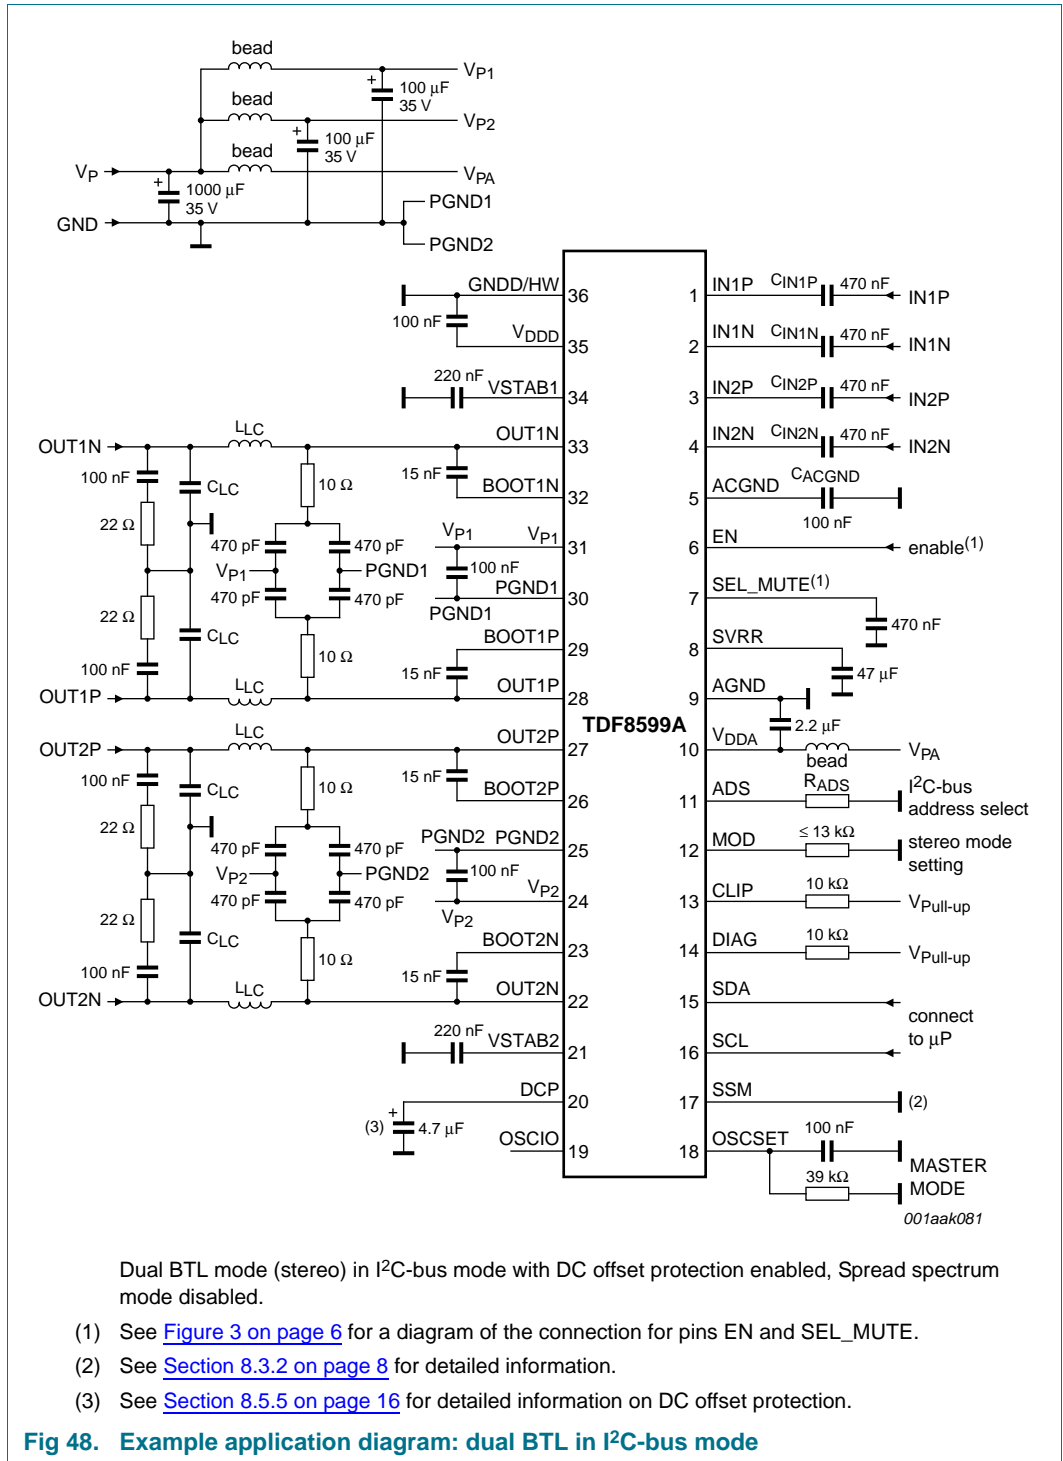 bead
VP1
100 μF
35 V
bead
VP2
100 μF
35 V
bead
VP
VPA
1000 μF
35 V
PGND1
GND
PGND2
GNDD/HW
36
1
IN1P
CIN1P
470 nF
IN1P
100 nF
VDDD
35
2
IN1N
CIN1N
470 nF
IN1N
220 nF
VSTAB1
34
3
IN2P
CIN2P
470 nF
IN2P
OUT1N
LLC
OUT1N
33
4
IN2N
CIN2N
470 nF
IN2N
100 nF
CLC
10 Ω
15 nF
BOOT1N
32
5
ACGND
CACGND
100 nF
22 Ω
470 pF
470 pF
VP1
VP1
31
6
EN
enable(1)
VP1
PGND1
100 nF
470 pF
470 pF
PGND1
PGND1
30
7
SEL_MUTE(1)
470 nF
22 Ω
CLC
10 Ω
BOOT1P
29
8
SVRR
47 μF
100 nF
15 nF
OUT1P
LLC
OUT1P
28
9
AGND
TDF8599A
2.2 μF
OUT2P
LLC
OUT2P
27
10
VDDA
bead
VPA
100 nF
CLC
10 Ω
15 nF
BOOT2P
26
11
ADS
RADS
I2C-bus
address select
22 Ω
470 pF
470 pF
PGND2
PGND2
25
12
MOD
≤ 13 kΩ
stereo mode
setting
VP2
PGND2
100 nF
470 pF
470 pF
VP2
VP2
24
13
CLIP
10 kΩ
VPull-up
22 Ω
CLC
10 Ω
BOOT2N
23
14
DIAG
10 kΩ
VPull-up
100 nF
15 nF
OUT2N
LLC
OUT2N
22
15
SDA
connect
to μP
220 nF
VSTAB2
21
16
SCL
DCP
20
17
SSM
(2)
(3)
+
4.7 μF
OSCIO
19
18
OSCSET
100 nF
39 kΩ
MASTER
MODE
001aak081
Dual BTL mode (stereo) in I2C-bus mode with DC offset protection enabled, Spread spectrum
mode disabled.
(1) See Figure 3 on page 6 for a diagram of the connection for pins EN and SEL_MUTE.
(2) See Section 8.3.2 on page 8 for detailed information.
(3) See Section 8.5.5 on page 16 for detailed information on DC offset protection.
Fig 48. Example application diagram: dual BTL in I2C-bus mode